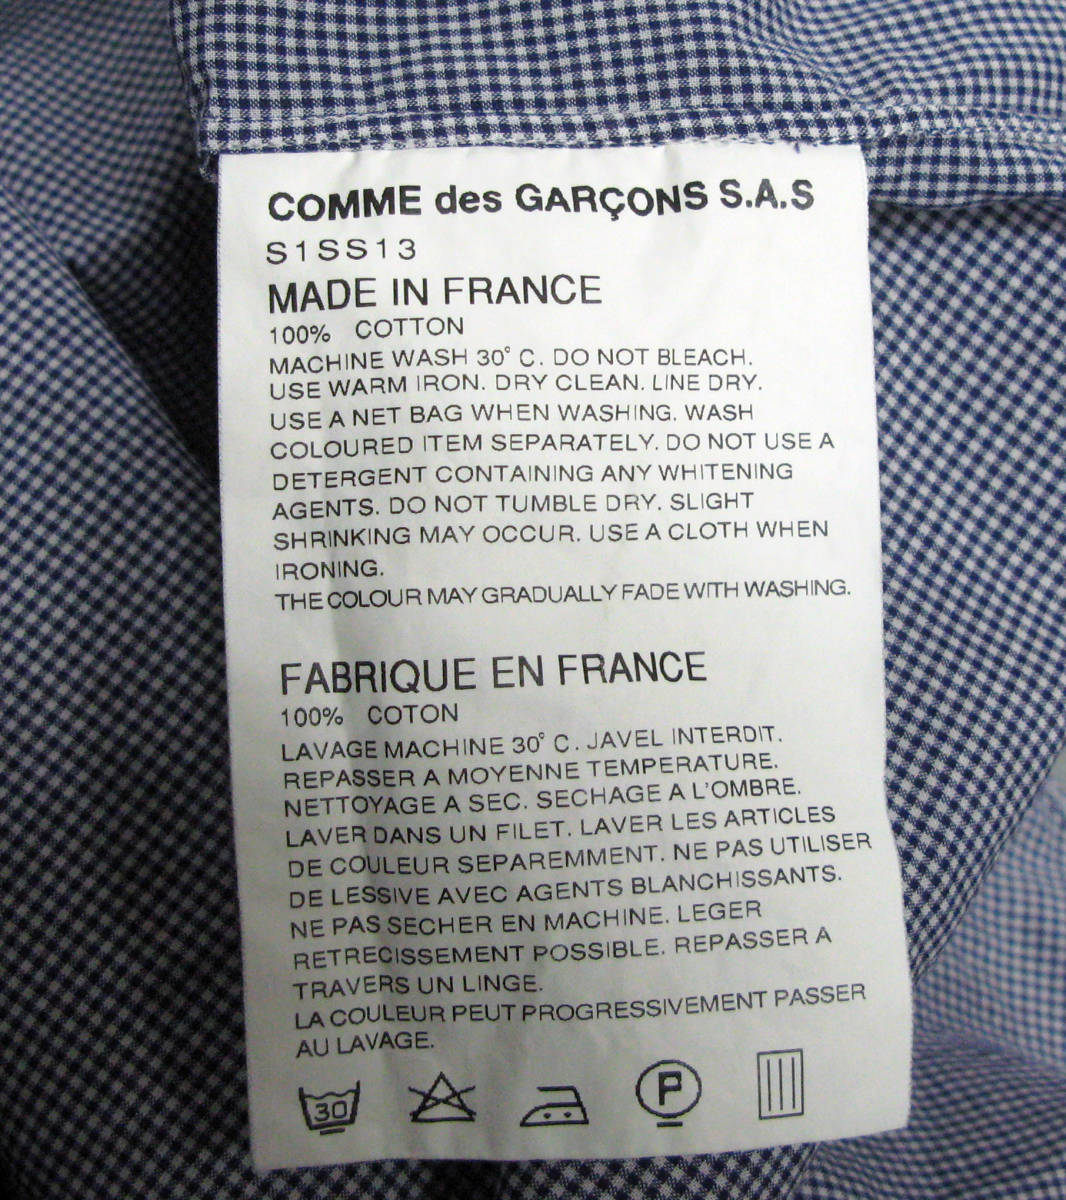 COMME des GARÇONS S.A.S
S1SS13
MADE IN FRANCE
100% COTTON
MACHINE WASH 30° C. DO NOT BLEACH.
USE WARM IRON. DRY CLEAN. LINE DRY.
USE A NET BAG WHEN WASHING. WASH
COLOURED ITEM SEPARATELY. DO NOT USE A
DETERGENT CONTAINING ANY WHITENING
AGENTS. DO NOT TUMBLE DRY. SLIGHT
SHRINKING MAY OCCUR. USE A CLOTH WHEN
IRONING.
THE COLOUR MAY GRADUALLY FADE WITH WASHING.
FABRIQUE EN FRANCE
100% COTON
LAVAGE MACHINE 30° C. JAVEL INTERDIT.
REPASSER A MOYENNE TEMPERATURE.
NETTOYAGE A SEC. SECHAGE A L'OMBRE.
LAVER DANS UN FILET. LAVER LES ARTICLES
DE COULEUR SEPAREMMENT. NE PAS UTILISER
DE LESSIVE AVEC AGENTS BLANCHISSANTS.
NE PAS SECHER EN MACHINE. LEGER
RETRECISSEMENT POSSIBLE. REPASSER A
TRAVERS UN LINGE.
LA COULEUR PEUT PROGRESSIVEMENT PASSER
AU LAVAGE.
30 P